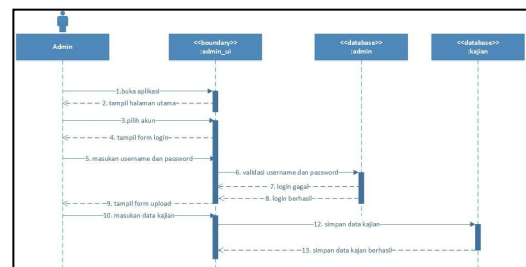 Admin
<<boundary>>
:admin_ui
<<database>>
:admin
<<database>>
:kajian
1.buka aplikasi
2. tampil halaman utama
3.pilih akun
4. tampil form login
5. masukan username dan password
6. validasi username dan password
7. login gagal
8. login berhasil
9. tampil form upload
10. masukan data kajian
12. simpan data kajian
13. simpan data kajan berhasil